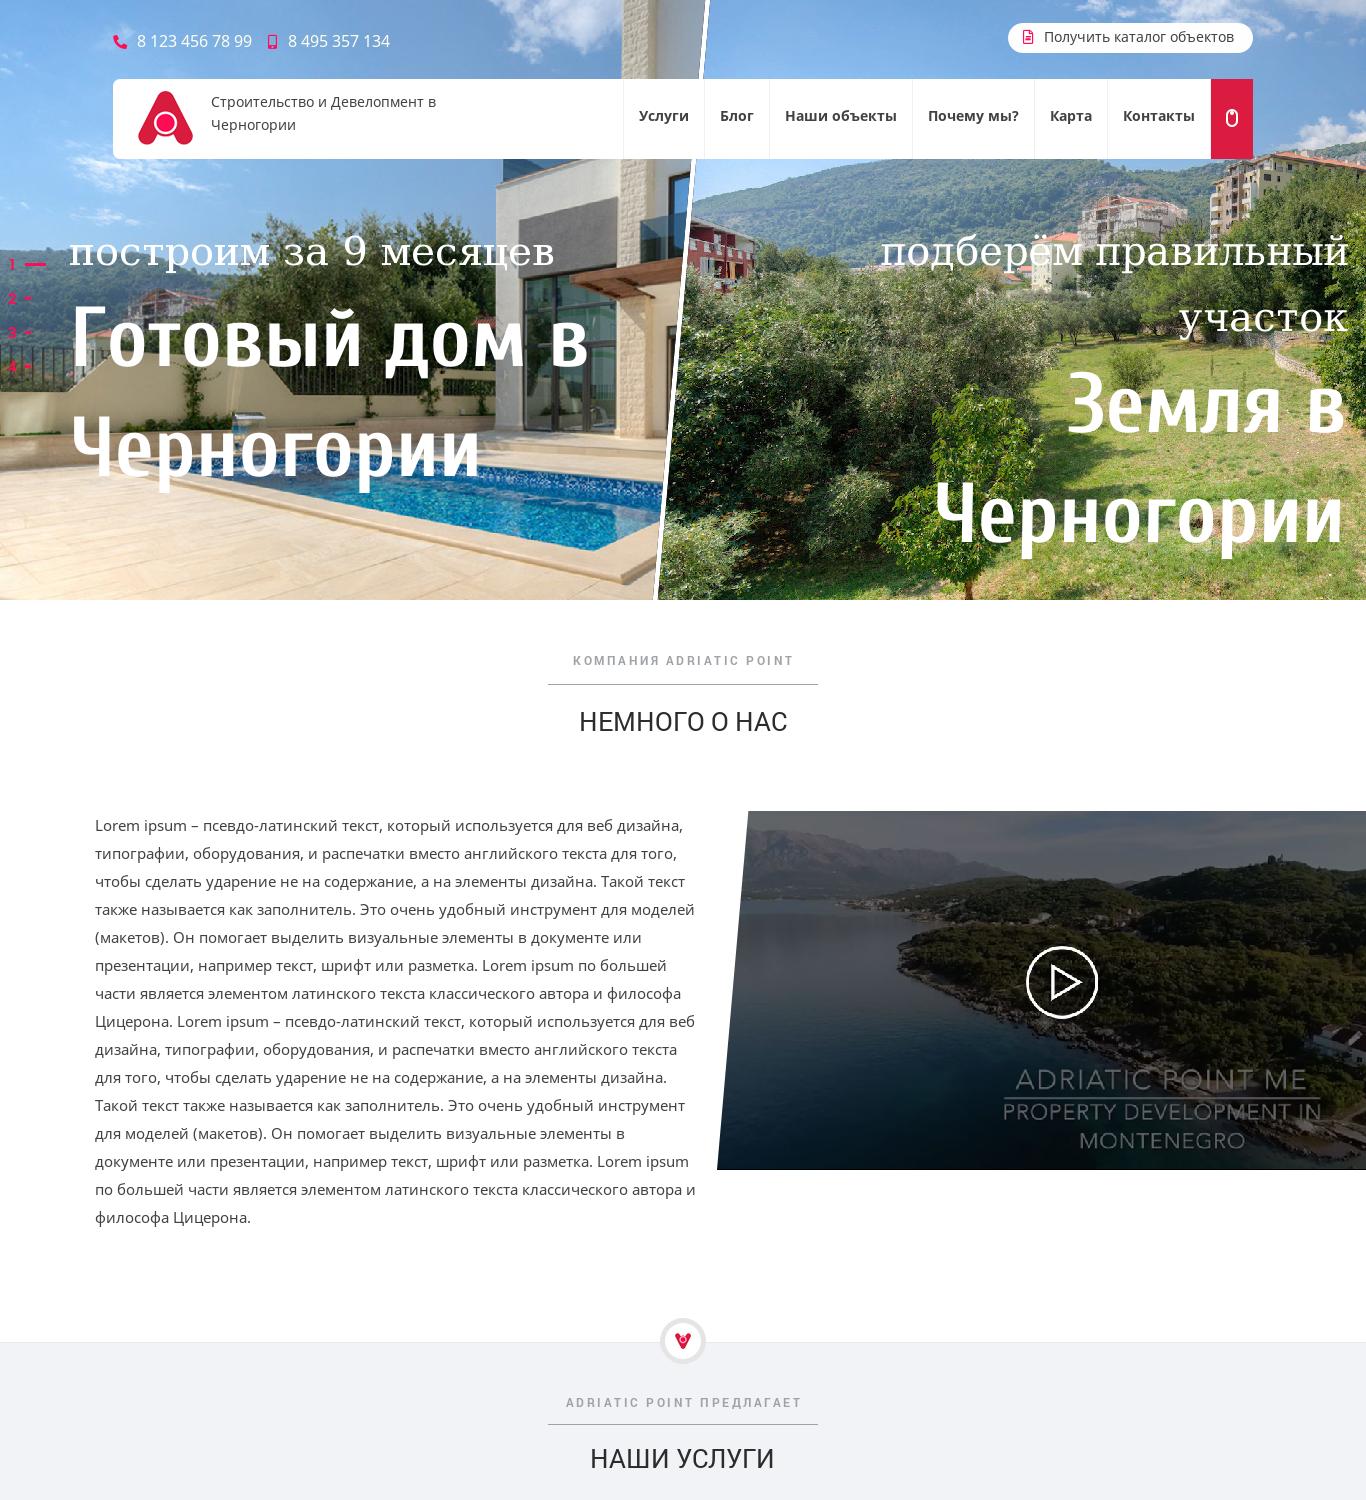 8 123 456 78 99
8 495 357 134
Получить каталог объектов
Строительство и Девелопмент в
Черногории
Услуги
Блог
Наши объекты
Почему мы?
Карта
Контакты
1
2
3
4
построим за 9 месяцев
Готовый дом в
Черногории
подберём правильный
участок
Земля в
Черногории
КОМПАНИЯ ADRIATIC POINT
НЕМНОГО О НАС
Lorem ipsum – псевдо-латинский текст, который используется для веб дизайна,
типографии, оборудования, и распечатки вместо английского текста для того,
чтобы сделать ударение не на содержание, а на элементы дизайна. Такой текст
также называется как заполнитель. Это очень удобный инструмент для моделей
(макетов). Он помогает выделить визуальные элементы в документе или
презентации, например текст, шрифт или разметка. Lorem ipsum по большей
части является элементом латинского текста классического автора и философа
Цицерона. Lorem ipsum – псевдо-латинский текст, который используется для веб
дизайна, типографии, оборудования, и распечатки вместо английского текста
для того, чтобы сделать ударение не на содержание, а на элементы дизайна.
Такой текст также называется как заполнитель. Это очень удобный инструмент
для моделей (макетов). Он помогает выделить визуальные элементы в
документе или презентации, например текст, шрифт или разметка. Lorem ipsum
по большей части является элементом латинского текста классического автора и
философа Цицерона.
ADRIATIC POINT ME
PROPERTY DEVELOPMENT IN
MONTENEGRO
ADRIATIC POINT ПРЕДЛАГАЕТ
НАШИ УСЛУГИ